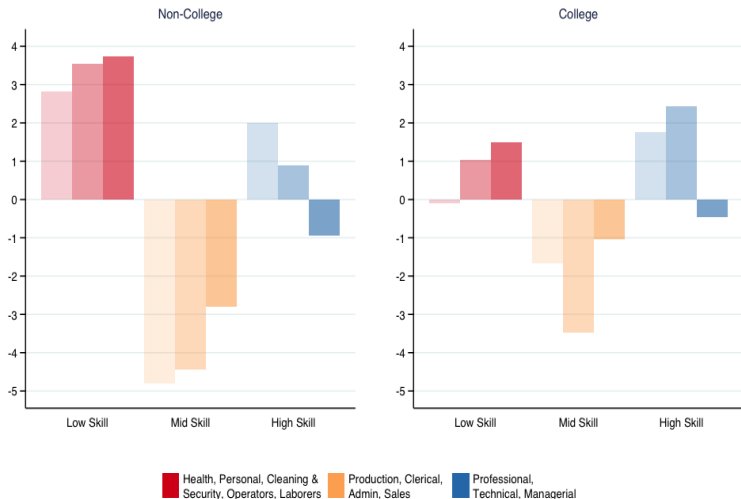 Non-College
College
4
3
2
1
0
-1
-2
-3
-4
-5
Low Skill
Mid Skill
High Skill
4
3
2
1
0
-1
-2
-3
-4
-5
Low Skill
Mid Skill
High Skill
Health, Personal, Cleaning &
Security, Operators, Laborers
Production, Clerical,
Admin, Sales
Professional,
Technical, Managerial